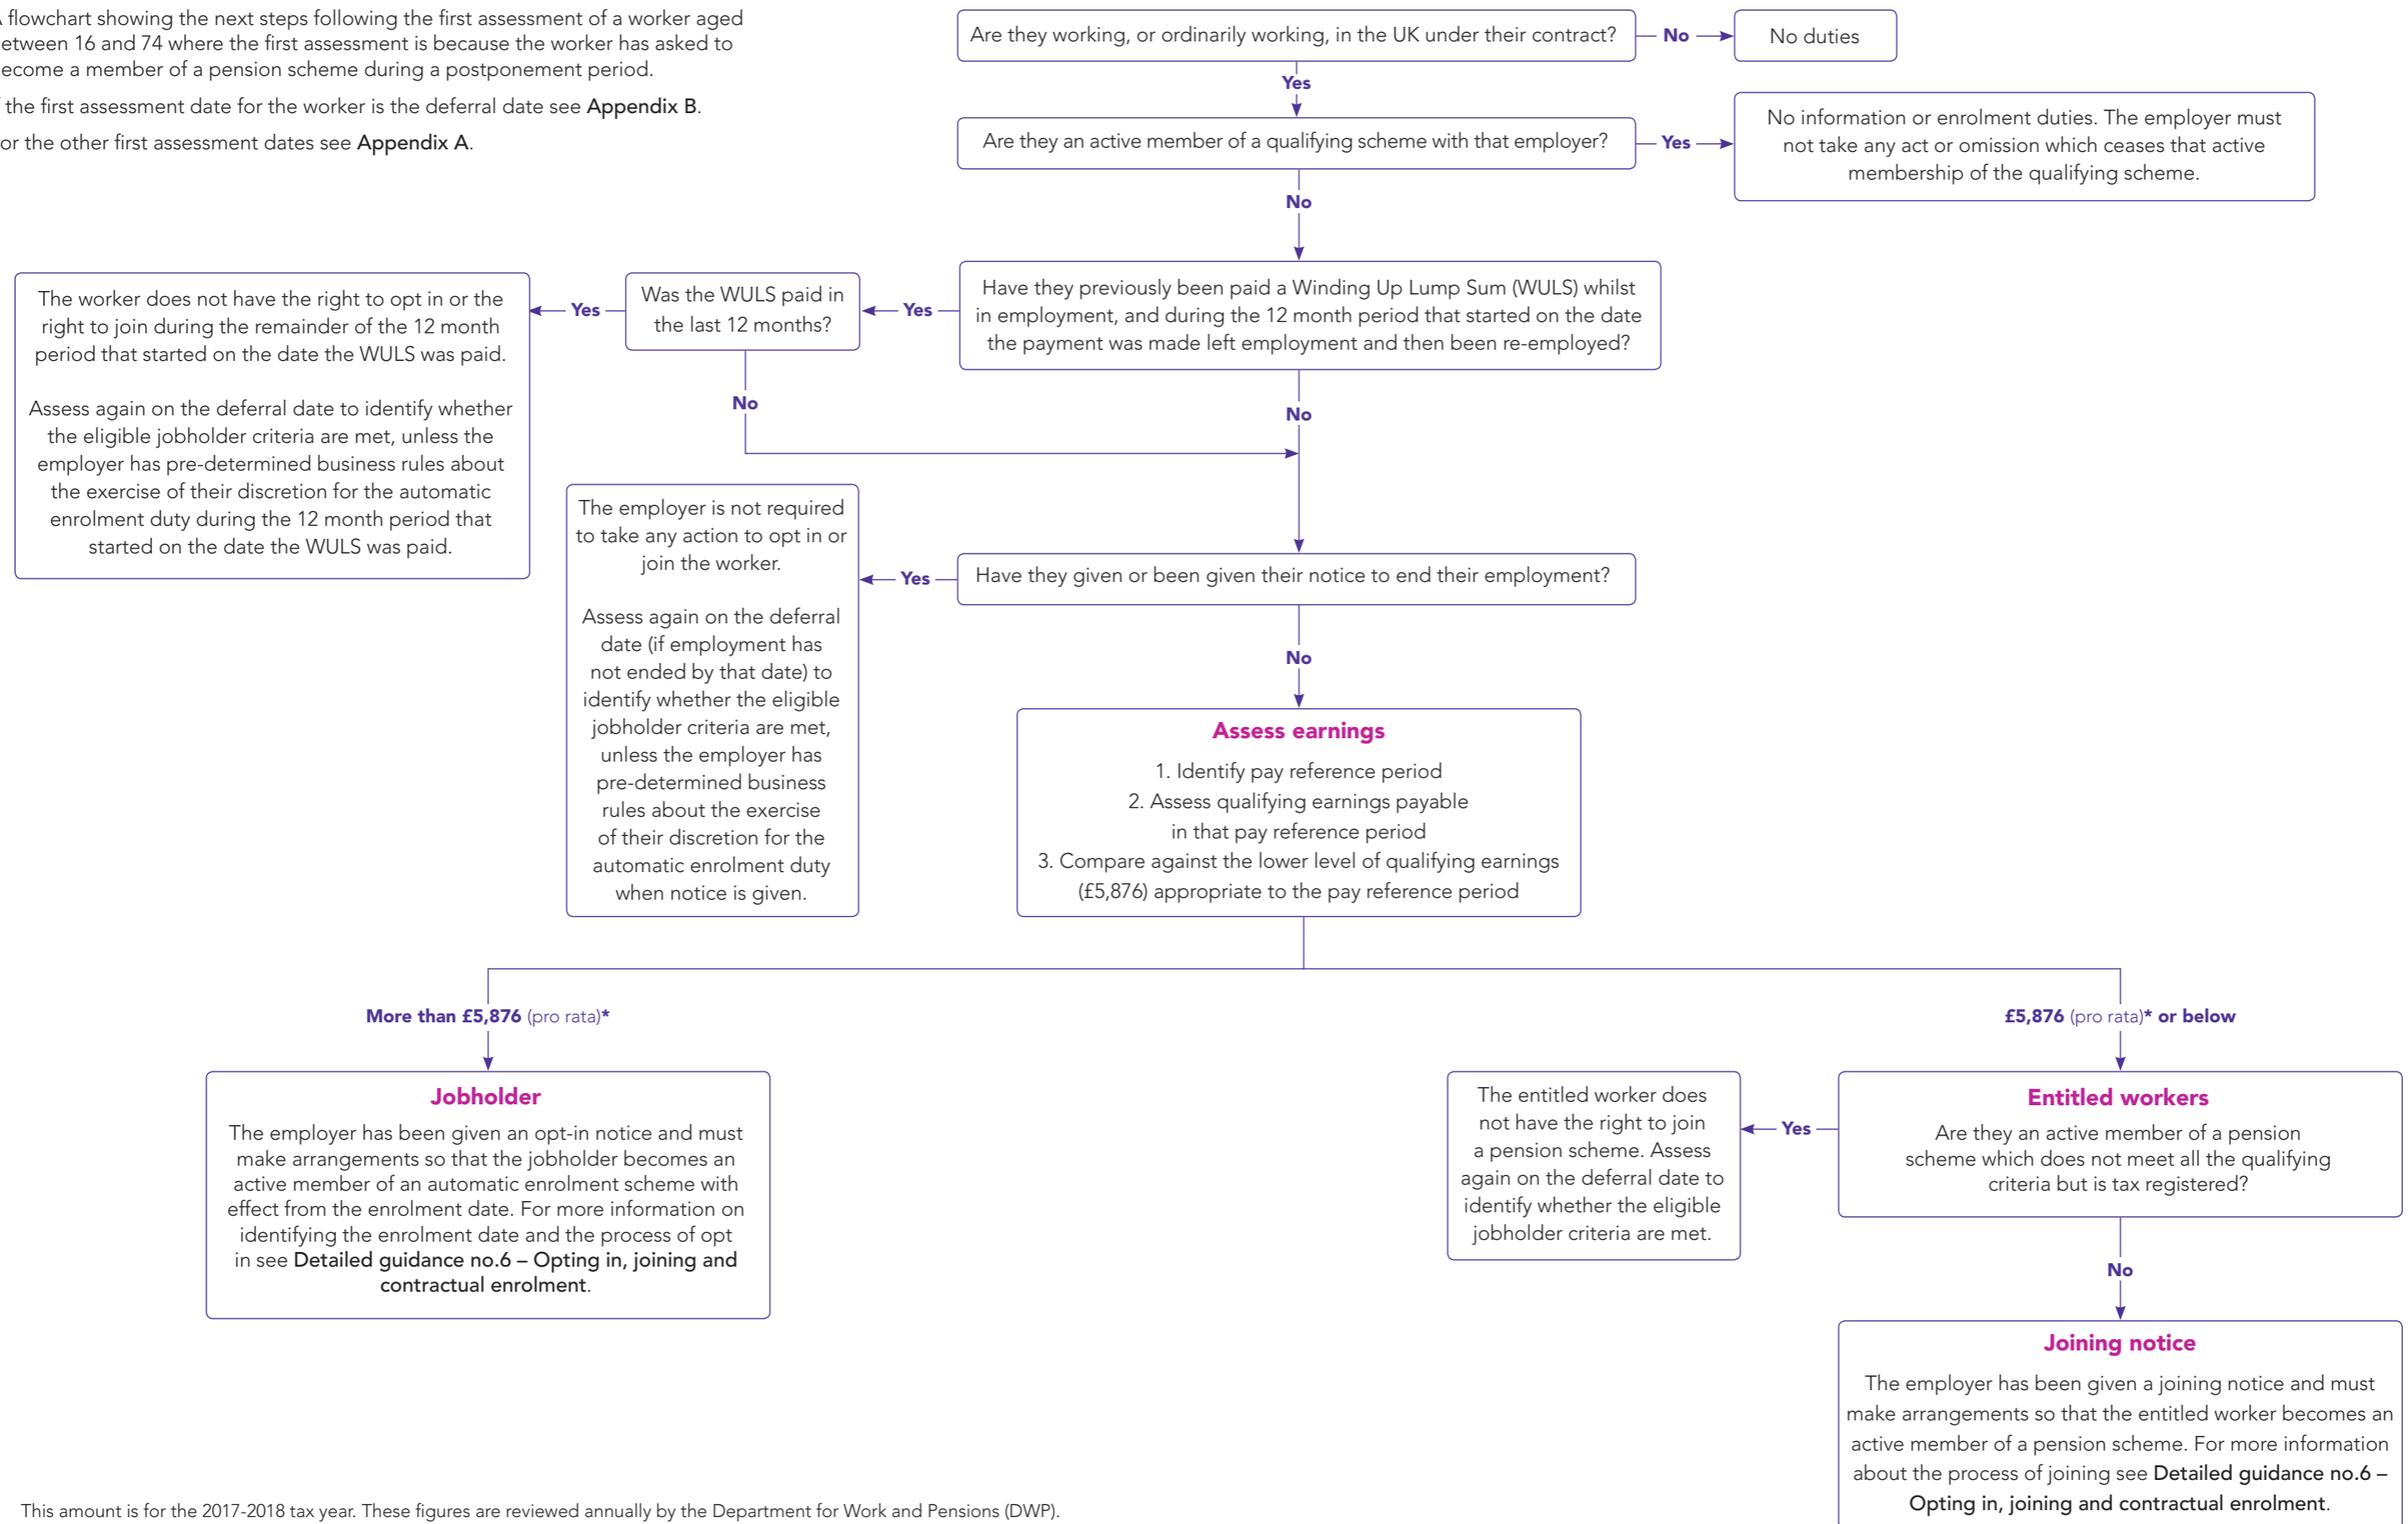 flowchart showing the next steps following the first assessment of a worker aged
etween 16 and 74 where the first assessment is because the worker has asked to
ecome a member of a pension scheme during a postponement period.
the first assessment date for the worker is the deferral date see Appendix B.
or the other first assessment dates see Appendix A.
Are they working, or ordinarily working, in the UK under their contract?
No
No duties
Yes
Are they an active member of a qualifying scheme with that employer?
Yes
No information or enrolment duties. The employer must
not take any act or omission which ceases that active
membership of the qualifying scheme.
No
Have they previously been paid a Winding Up Lump Sum (WULS) whilst
in employment, and during the 12 month period that started on the date
the payment was made left employment and then been re-employed?
Yes
Was the WULS paid in
the last 12 months?
Yes
The worker does not have the right to opt in or the
right to join during the remainder of the 12 month
period that started on the date the WULS was paid.
Assess again on the deferral date to identify whether
the eligible jobholder criteria are met, unless the
employer has pre-determined business rules about
the exercise of their discretion for the automatic
enrolment duty during the 12 month period that
started on the date the WULS was paid.
No
No
Have they given or been given their notice to end their employment?
Yes
The employer is not required
to take any action to opt in or
join the worker.
Assess again on the deferral
date (if employment has
not ended by that date) to
identify whether the eligible
jobholder criteria are met,
unless the employer has
pre-determined business
rules about the exercise
of their discretion for the
automatic enrolment duty
when notice is given.
No
Assess earnings
1. Identify pay reference period
2. Assess qualifying earnings payable
in that pay reference period
3. Compare against the lower level of qualifying earnings
(£5,876) appropriate to the pay reference period
More than £5,876 (pro rata)*
£5,876 (pro rata)* or below
Jobholder
The employer has been given an opt-in notice and must
make arrangements so that the jobholder becomes an
active member of an automatic enrolment scheme with
effect from the enrolment date. For more information on
identifying the enrolment date and the process of opt
in see Detailed guidance no.6 – Opting in, joining and
contractual enrolment.
Entitled workers
Are they an active member of a pension
scheme which does not meet all the qualifying
criteria but is tax registered?
Yes
The entitled worker does
not have the right to join
a pension scheme. Assess
again on the deferral date to
identify whether the eligible
jobholder criteria are met.
No
Joining notice
The employer has been given a joining notice and must
make arrangements so that the entitled worker becomes an
active member of a pension scheme. For more information
about the process of joining see Detailed guidance no.6 –
Opting in, joining and contractual enrolment.
This amount is for the 2017-2018 tax year. These figures are reviewed annually by the Department for Work and Pensions (DWP).